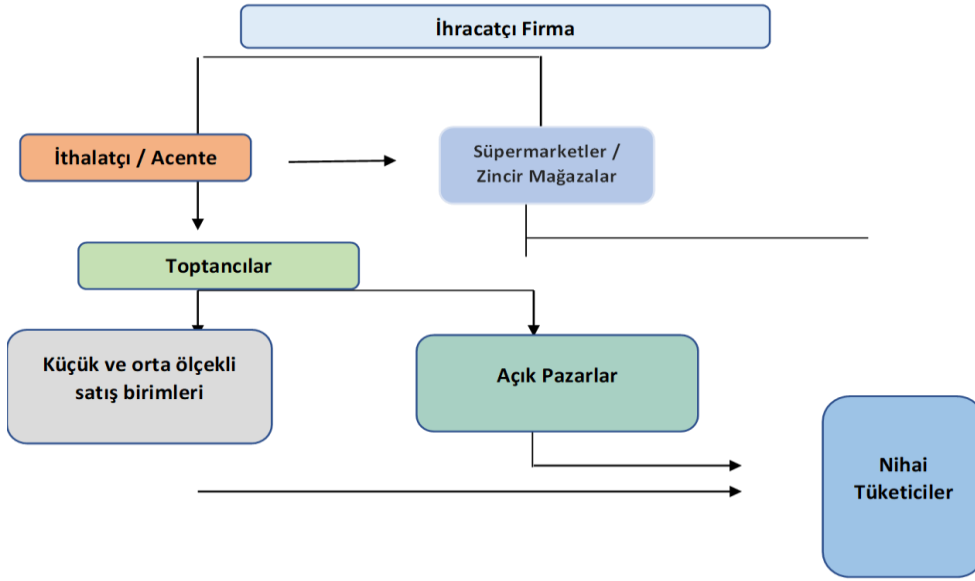 İhracatçı Firma
İthalatçı / Acente
Süpermarketler /
Zincir Mağazalar
Toptancılar
Küçük ve orta ölçekli
satış birimleri
Açık Pazarlar
Nihai
Tüketiciler